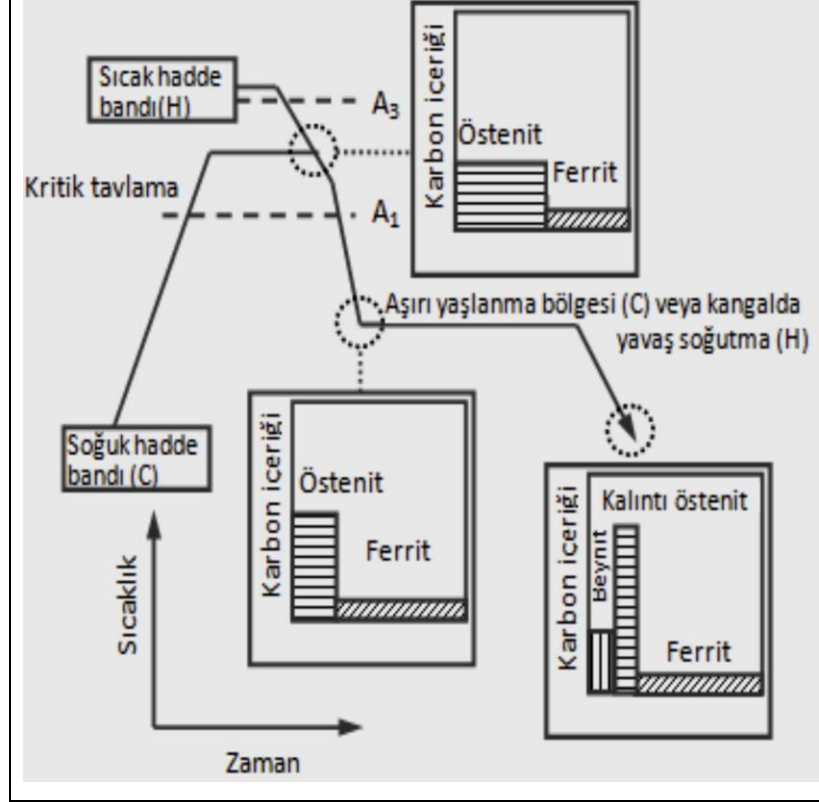 Sıcak hadde
bandı(H)
A3
Kritik tavlama
A1
Karbon içeriği
Östenit
Ferrit
Aşırı yaşlanma bölgesi (C) veya kangalda
yavaş soğutma (H)
Soğuk hadde
bandı (C)
Karbon içeriği
Östenit
Ferrit
Karbon içeriği
Beynıt
Kalıntı östenit
Ferrit
Sıcaklık
Zaman